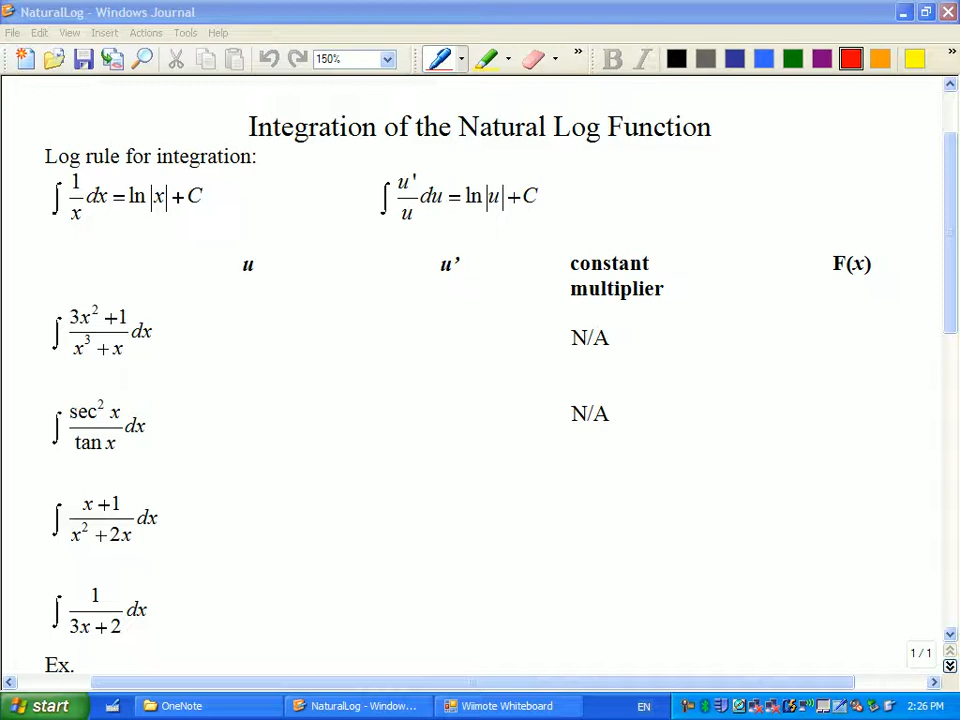 NaturalLog - Windows Journal
File Edit View Insert Actions Tools Help
150% » B I »
Integration of the Natural Log Function
Log rule for integration:
∫ 1/x dx = ln|x| + C ∫ u'/u du = ln|u| + C
u u’ constant multiplier F(x)
∫ (3x² + 1)/(x³ + x) dx N/A
∫ sec² x / tan x dx N/A
∫ (x + 1)/(x² + 2x) dx
∫ 1/(3x + 2) dx
Ex.
1 / 1
start OneNote NaturalLog - Window... Wiimote Whiteboard EN 2:26 PM